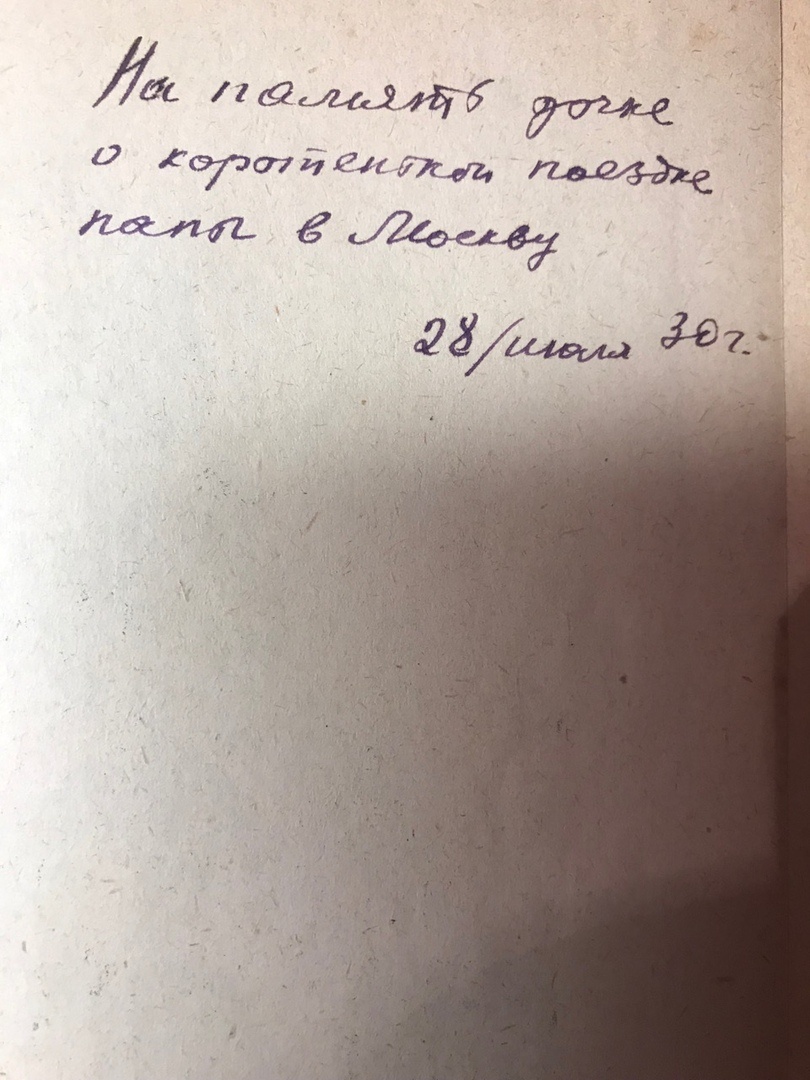 На память дочке
о коротенькой поездке
папы в Москву
28/июля 30г.